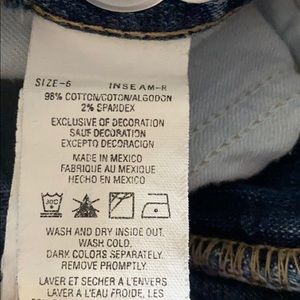 SIZE-6 INSEAM-R
98% COTTON/COTON/ALGODON
2% SPANDEX
EXCLUSIVE OF DECORATION
SAUF DECORATION
EXCEPTO DECORACION
MADE IN MEXICO
FABRIQUE AU MEXIQUE
HECHO EN MEXICO
WASH AND DRY INSIDE OUT.
WASH COLD.
DARK COLORS SEPARATELY.
REMOVE PROMPTLY.
LAVER ET SECHER A L'ENVERS
LAVER A L'EAU FROIDE, LES